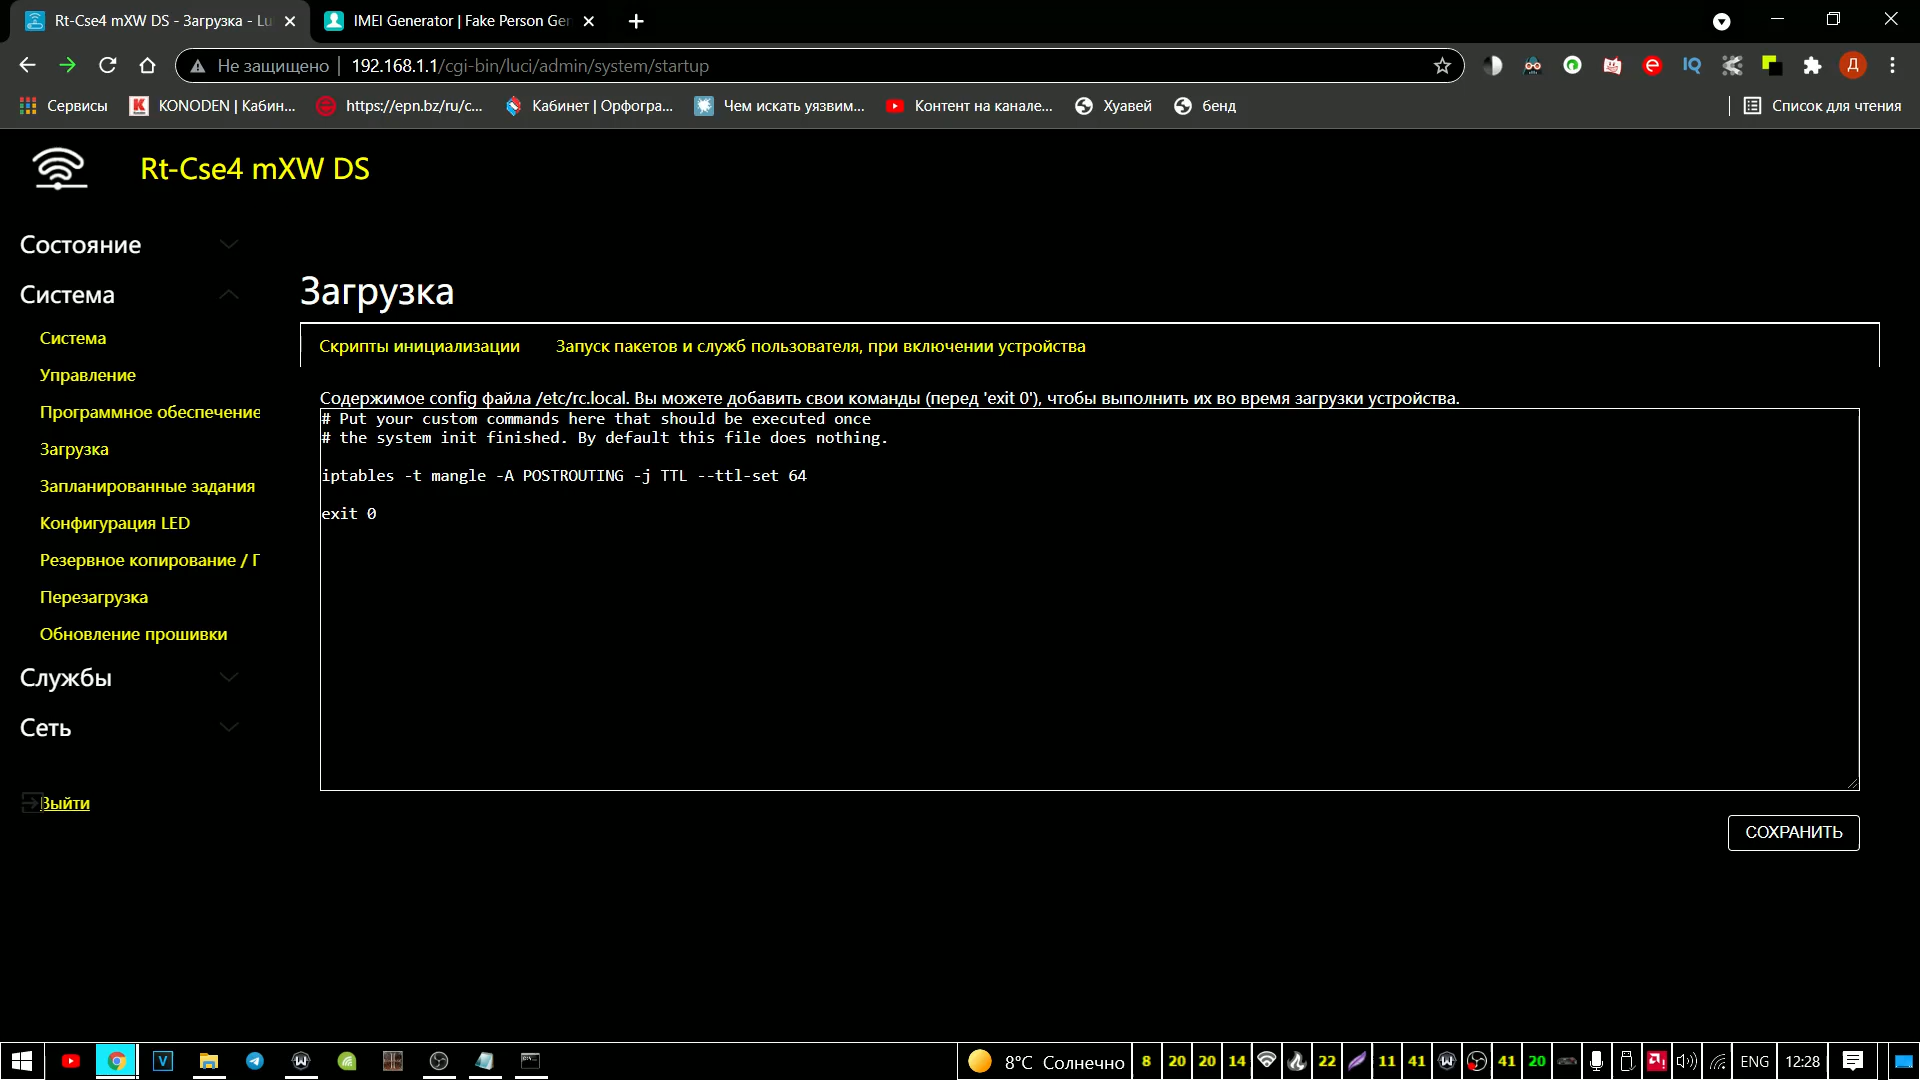 Rt-Cse4 mXW DS - Загрузка - Lu
IMEI Generator | Fake Person Ger
Не защищено
192.168.1.1/cgi-bin/luci/admin/system/startup
Д
Сервисы
KONODEN | Кабин...
https://epn.bz/ru/c...
Кабинет | Орфогра...
Чем искать уязвим...
Контент на канале...
Хуавей
бенд
Список для чтения
Rt-Cse4 mXW DS
Состояние
Система
Система
Управление
Программное обеспечение
Загрузка
Запланированные задания
Конфигурация LED
Резервное копирование / П
Перезагрузка
Обновление прошивки
Службы
Сеть
Выйти
Загрузка
Скрипты инициализации
Запуск пакетов и служб пользователя, при включении устройства
Содержимое config файла /etc/rc.local. Вы можете добавить свои команды (перед 'exit 0'), чтобы выполнить их во время загрузки устройства.
# Put your custom commands here that should be executed once
# the system init finished. By default this file does nothing.
iptables -t mangle -A POSTROUTING -j TTL --ttl-set 64
exit 0
СОХРАНИТЬ
8°C Солнечно
8
20
20
14
22
11
41
41
20
ENG
12:28